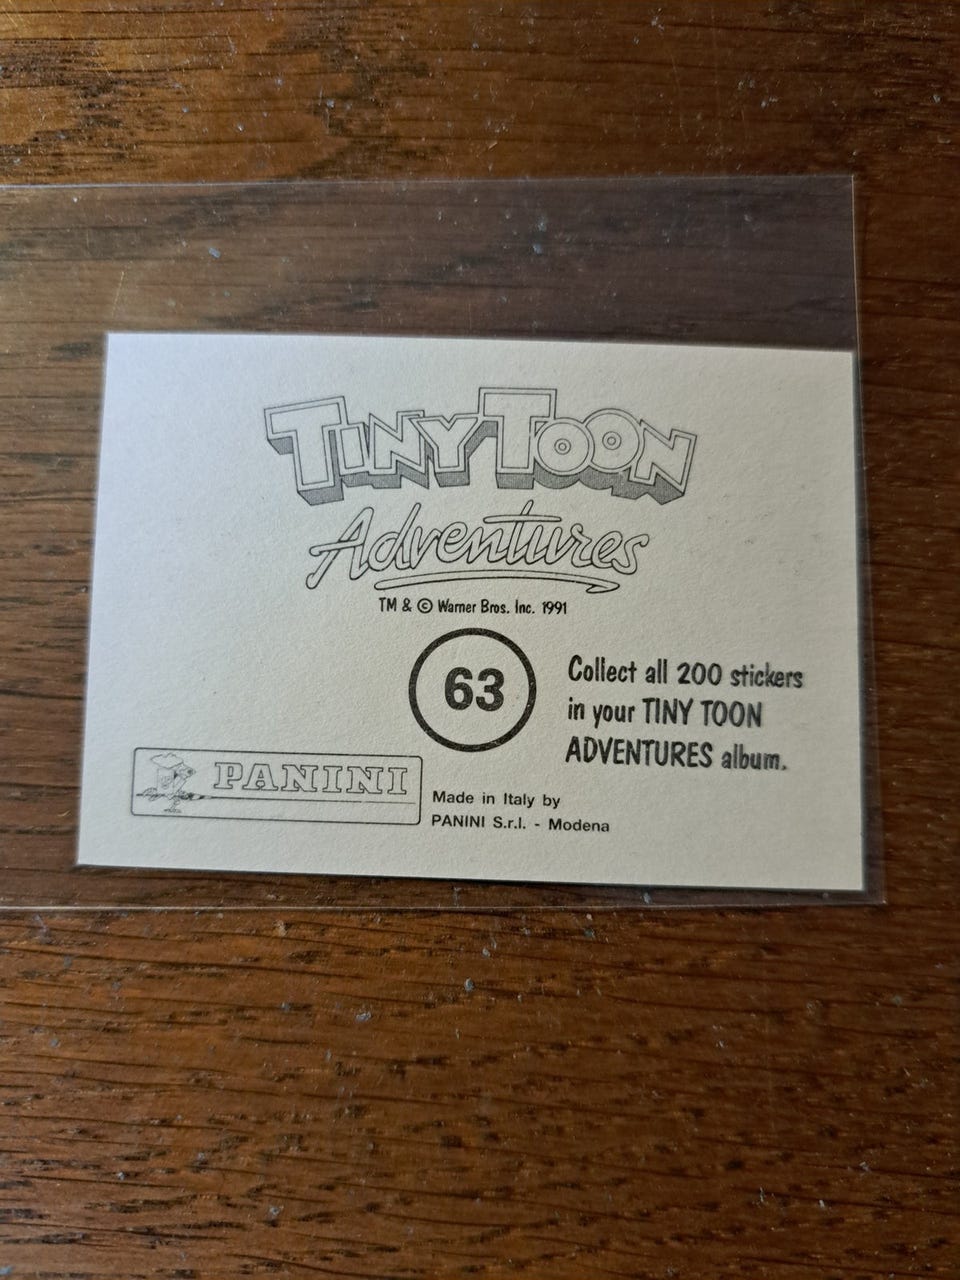 TINY TOON
Adventures
TM & © Warner Bros. Inc. 1991
63
Collect all 200 stickers
in your TINY TOON
ADVENTURES album.
PANINI
Made in Italy by
PANINI S.r.l. - Modena